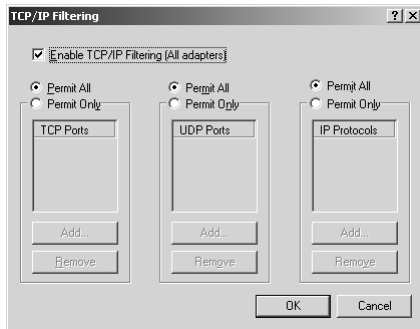 TCP/IP Filtering
Enable TCP/IP Filtering (All adapters)
Permit All Permit All Permit All
Permit Only Permit Only Permit Only
TCP Ports UDP Ports IP Protocols
Add... Add... Add...
Remove Remove Remove
OK Cancel